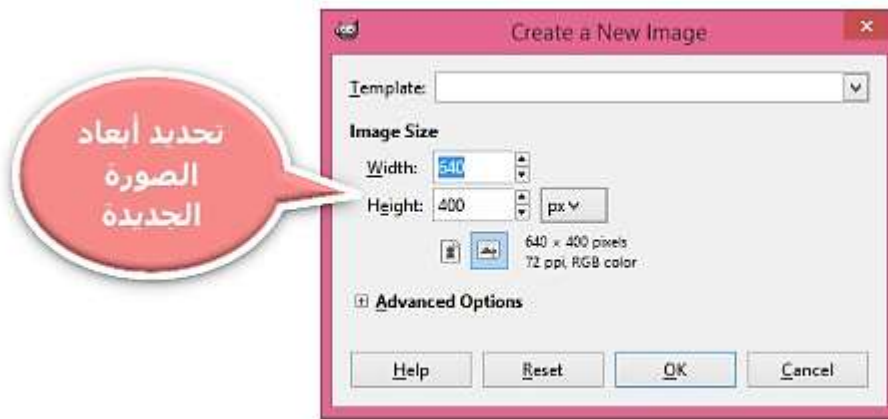 Create a New Image
تحديد أبعاد
الصورة
الجديدة
Template:
Image Size
Width: 640
Height: 400 px
640 × 400 pixels
72 ppi, RGB color
Advanced Options
Help Reset OK Cancel